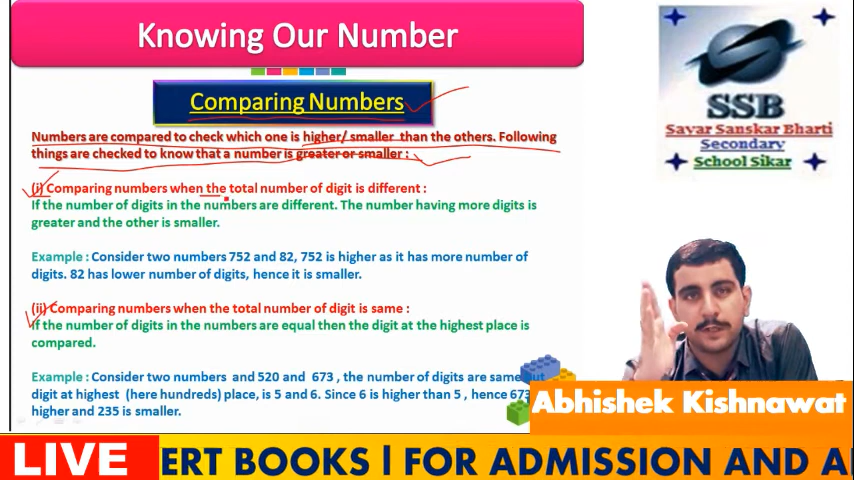 Knowing Our Number
Comparing Numbers
Numbers are compared to check which one is higher/ smaller than the others. Following
things are checked to know that a number is greater or smaller :
(i) Comparing numbers when the total number of digit is different :
If the number of digits in the numbers are different. The number having more digits is
greater and the other is smaller.
Example : Consider two numbers 752 and 82, 752 is higher as it has more number of
digits. 82 has lower number of digits, hence it is smaller.
(ii) Comparing numbers when the total number of digit is same :
If the number of digits in the numbers are equal then the digit at the highest place is
compared.
Example : Consider two numbers and 520 and 673 , the number of digits are same but
digit at highest (here hundreds) place, is 5 and 6. Since 6 is higher than 5 , hence 673
higher and 235 is smaller.
SSB
Savar Sanskar Bharti
Secondary
School Sikar
Abhishek Kishnawat
LIVE
ERT BOOKS | FOR ADMISSION AND A